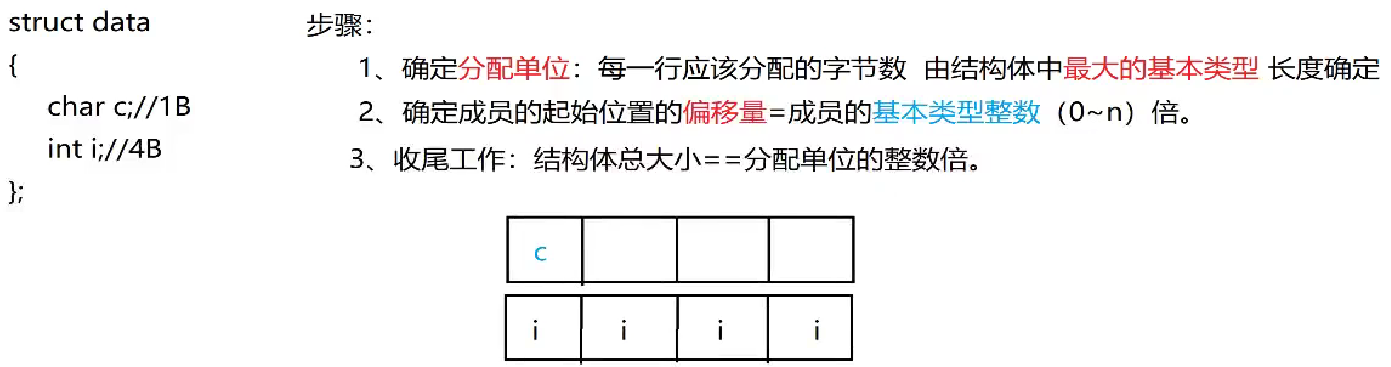 struct data
{
char c;//1B
int i;//4B
};
步骤：
1、确定分配单位：每一行应该分配的字节数 由结构体中最大的基本类型 长度确定
2、确定成员的起始位置的偏移量=成员的基本类型整数（0~n）倍。
3、收尾工作：结构体总大小==分配单位的整数倍。
c
i i i i